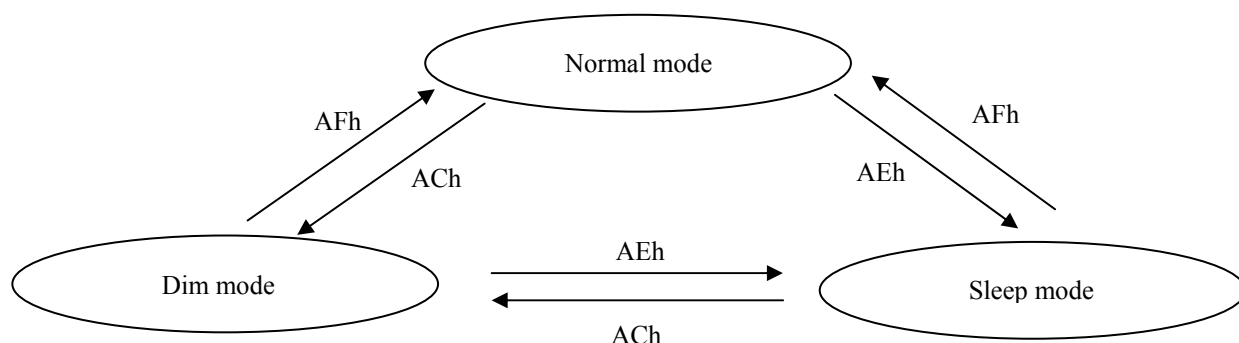 Normal mode
AFh
AFh
ACh
AEh
AEh
Dim mode
Sleep mode
ACh